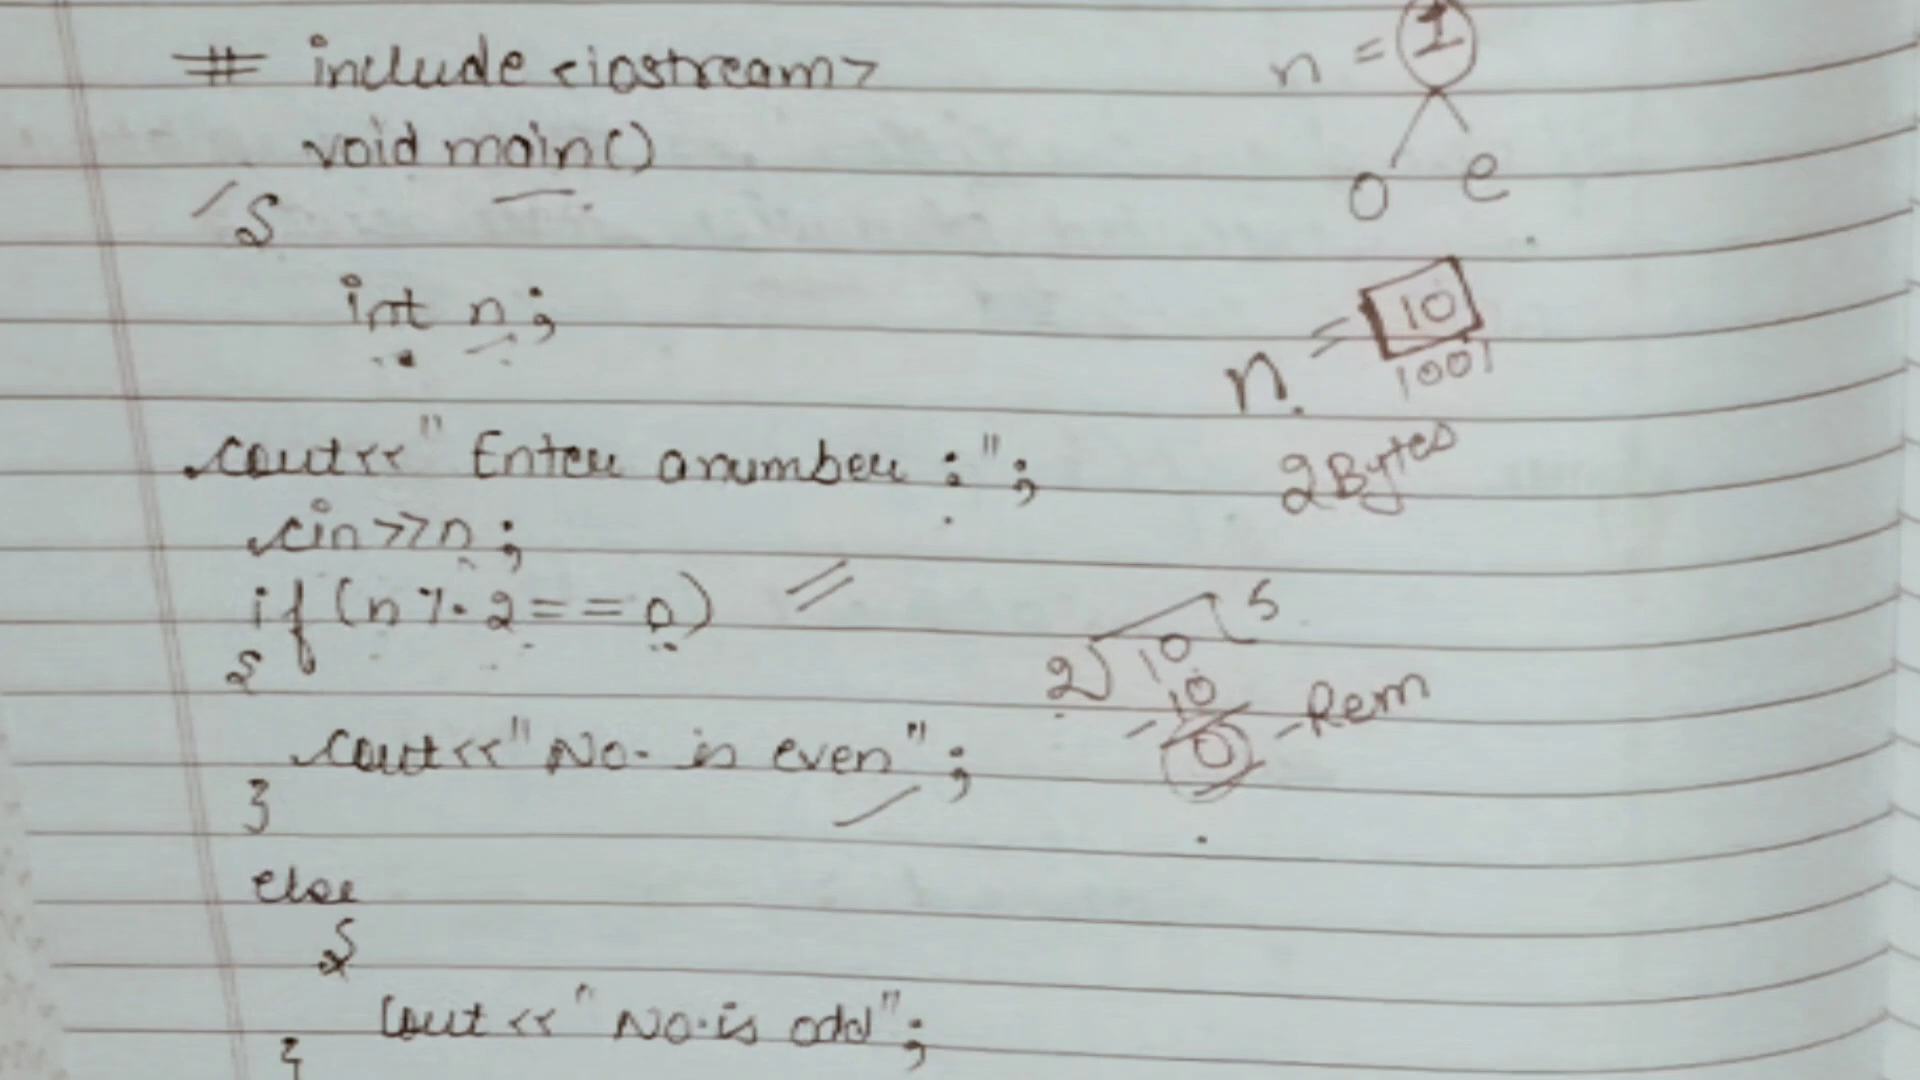 # include <iostream>
void main()
{
int n;
cout<<" Enter a number :";
cin>>n;
if (n % 2 == 0)
{
cout<<" No. is even";
}
else
{
cout<<" No. is odd";
}
n = 1
O e
n = 10
1001
2Bytes
5
2 10
-10
0 - Rem